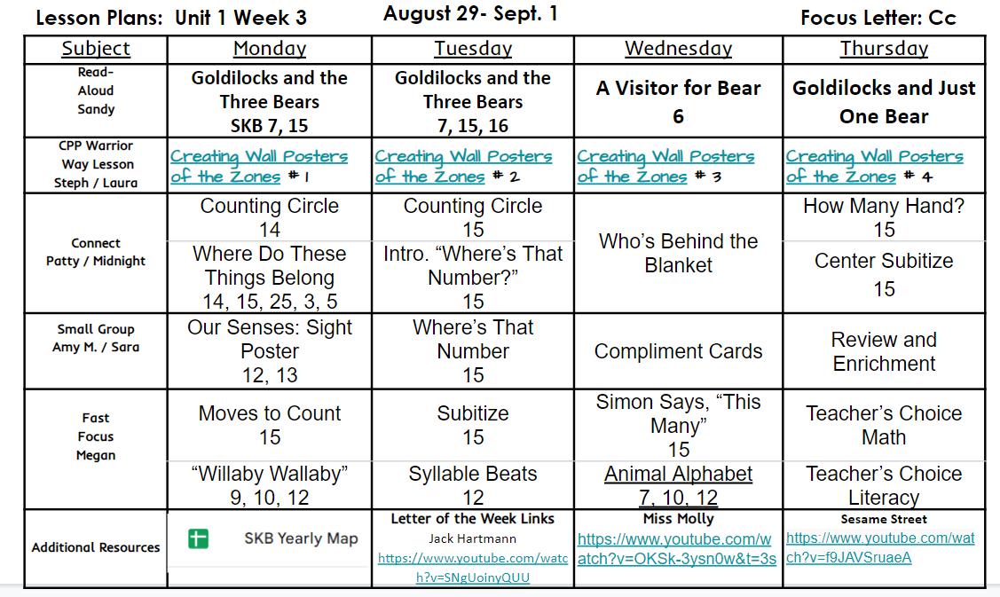 Lesson Plans: Unit 1 Week 3
August 29- Sept. 1
Focus Letter: Cc
Subject
Monday
Tuesday
Wednesday
Thursday
Read-
Aloud
Sandy
Goldilocks and the
Three Bears
SKB 7, 15
Goldilocks and the
Three Bears
7, 15, 16
A Visitor for Bear
6
Goldilocks and Just
One Bear
CPP Warrior
Way Lesson
Steph / Laura
Creating Wall Posters
of the Zones # 1
Creating Wall Posters
of the Zones # 2
Creating Wall Posters
of the Zones # 3
Creating Wall Posters
of the Zones # 4
Connect
Patty / Midnight
Counting Circle
14
Where Do These
Things Belong
14, 15, 25, 3, 5
Counting Circle
15
Intro. “Where’s That
Number?”
15
Who’s Behind the
Blanket
How Many Hand?
15
Center Subitize
15
Small Group
Amy M. / Sara
Our Senses: Sight
Poster
12, 13
Where’s That
Number
15
Compliment Cards
Review and
Enrichment
Fast
Focus
Megan
Moves to Count
15
“Willaby Wallaby”
9, 10, 12
Subitize
15
Syllable Beats
12
Simon Says, “This
Many”
15
Animal Alphabet
7, 10, 12
Teacher’s Choice
Math
Teacher’s Choice
Literacy
Additional Resources
SKB Yearly Map
Letter of the Week Links
Jack Hartmann
https://www.youtube.com/watc
h?v=SNgUoinyQUU
Miss Molly
https://www.youtube.com/w
atch?v=OKSk-3ysn0w&t=3s
Sesame Street
https://www.youtube.com/wat
ch?v=f9JAVSruaeA